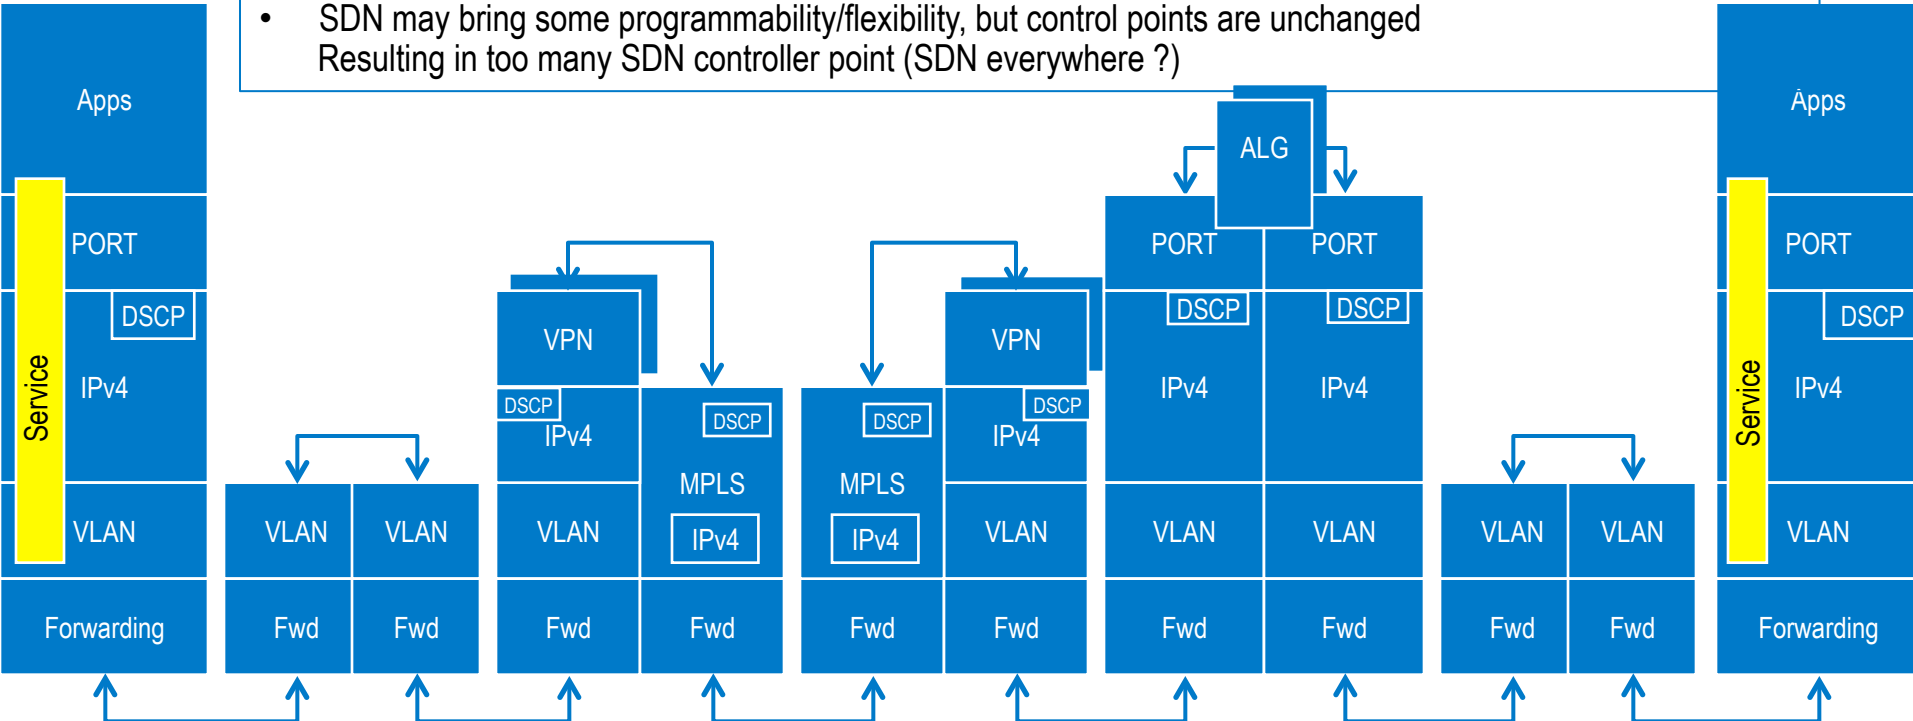 • SDN may bring some programmability/flexibility, but control points are unchanged
Resulting in too many SDN controller point (SDN everywhere ?)
Apps
Apps
ALG
PORT
PORT
PORT
PORT
DSCP
DSCP
DSCP
DSCP
VPN
VPN
Service
IPv4
IPv4
IPv4
Service
IPv4
DSCP
DSCP
DSCP
DSCP
IPv4
IPv4
MPLS
MPLS
VLAN
VLAN
VLAN
VLAN
IPv4
IPv4
VLAN
VLAN
VLAN
VLAN
VLAN
VLAN
Forwarding
Fwd
Fwd
Fwd
Fwd
Fwd
Fwd
Fwd
Fwd
Fwd
Fwd
Forwarding